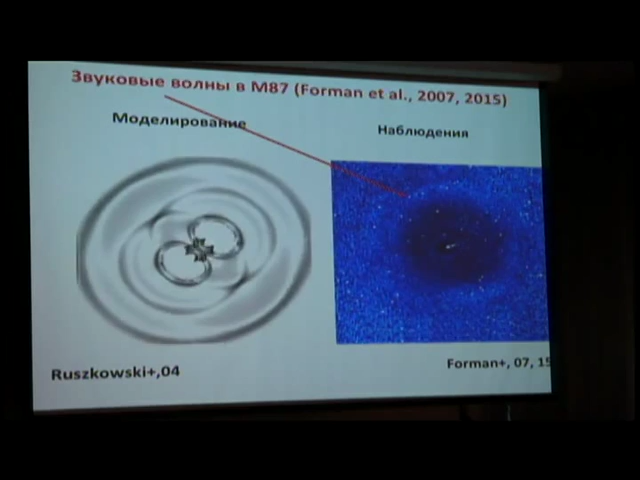 Звуковые волны в M87 (Forman et al., 2007, 2015)
Моделирование
Наблюдения
Ruszkowski+,04
Forman+, 07, 15